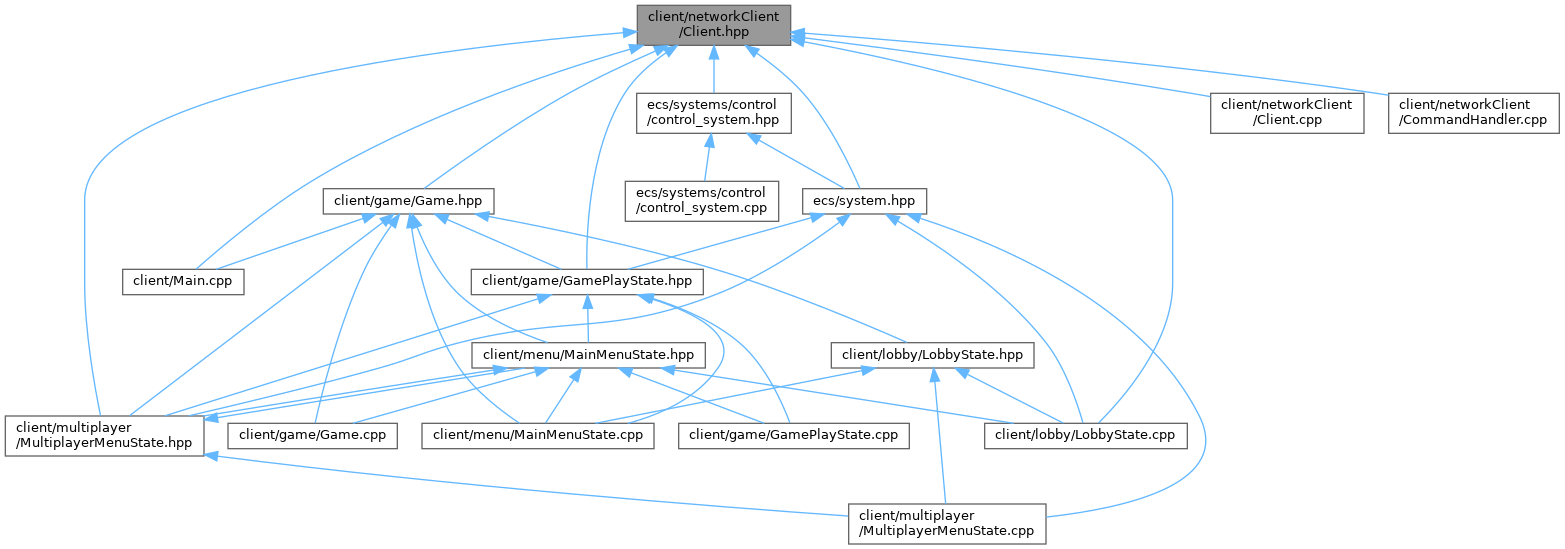 client/networkClient
/Client.hpp
ecs/systems/control
/control_system.hpp
client/networkClient
/Client.cpp
client/networkClient
/CommandHandler.cpp
client/game/Game.hpp
ecs/systems/control
/control_system.cpp
ecs/system.hpp
client/Main.cpp
client/game/GamePlayState.hpp
client/menu/MainMenuState.hpp
client/lobby/LobbyState.hpp
client/multiplayer
/MultiplayerMenuState.hpp
client/game/Game.cpp
client/menu/MainMenuState.cpp
client/game/GamePlayState.cpp
client/lobby/LobbyState.cpp
client/multiplayer
/MultiplayerMenuState.cpp